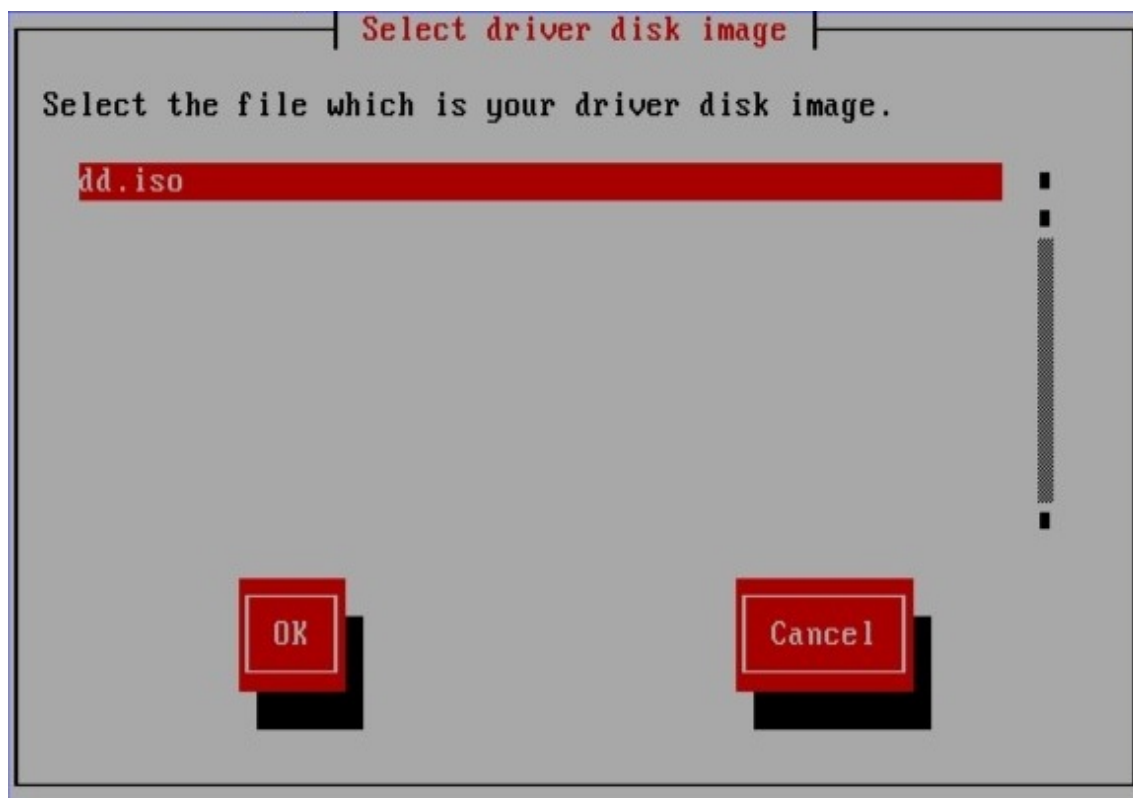 Select driver disk image
Select the file which is your driver disk image.
dd.iso
OK
Cancel